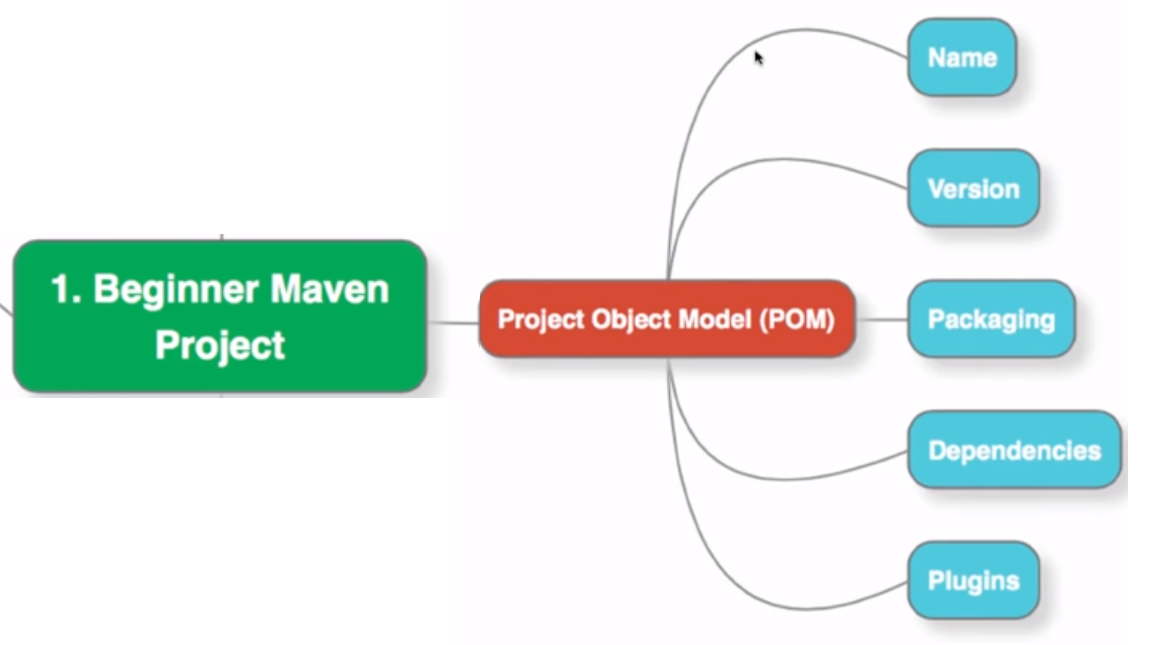 1. Beginner Maven
Project
Project Object Model (POM)
Name
Version
Packaging
Dependencies
Plugins